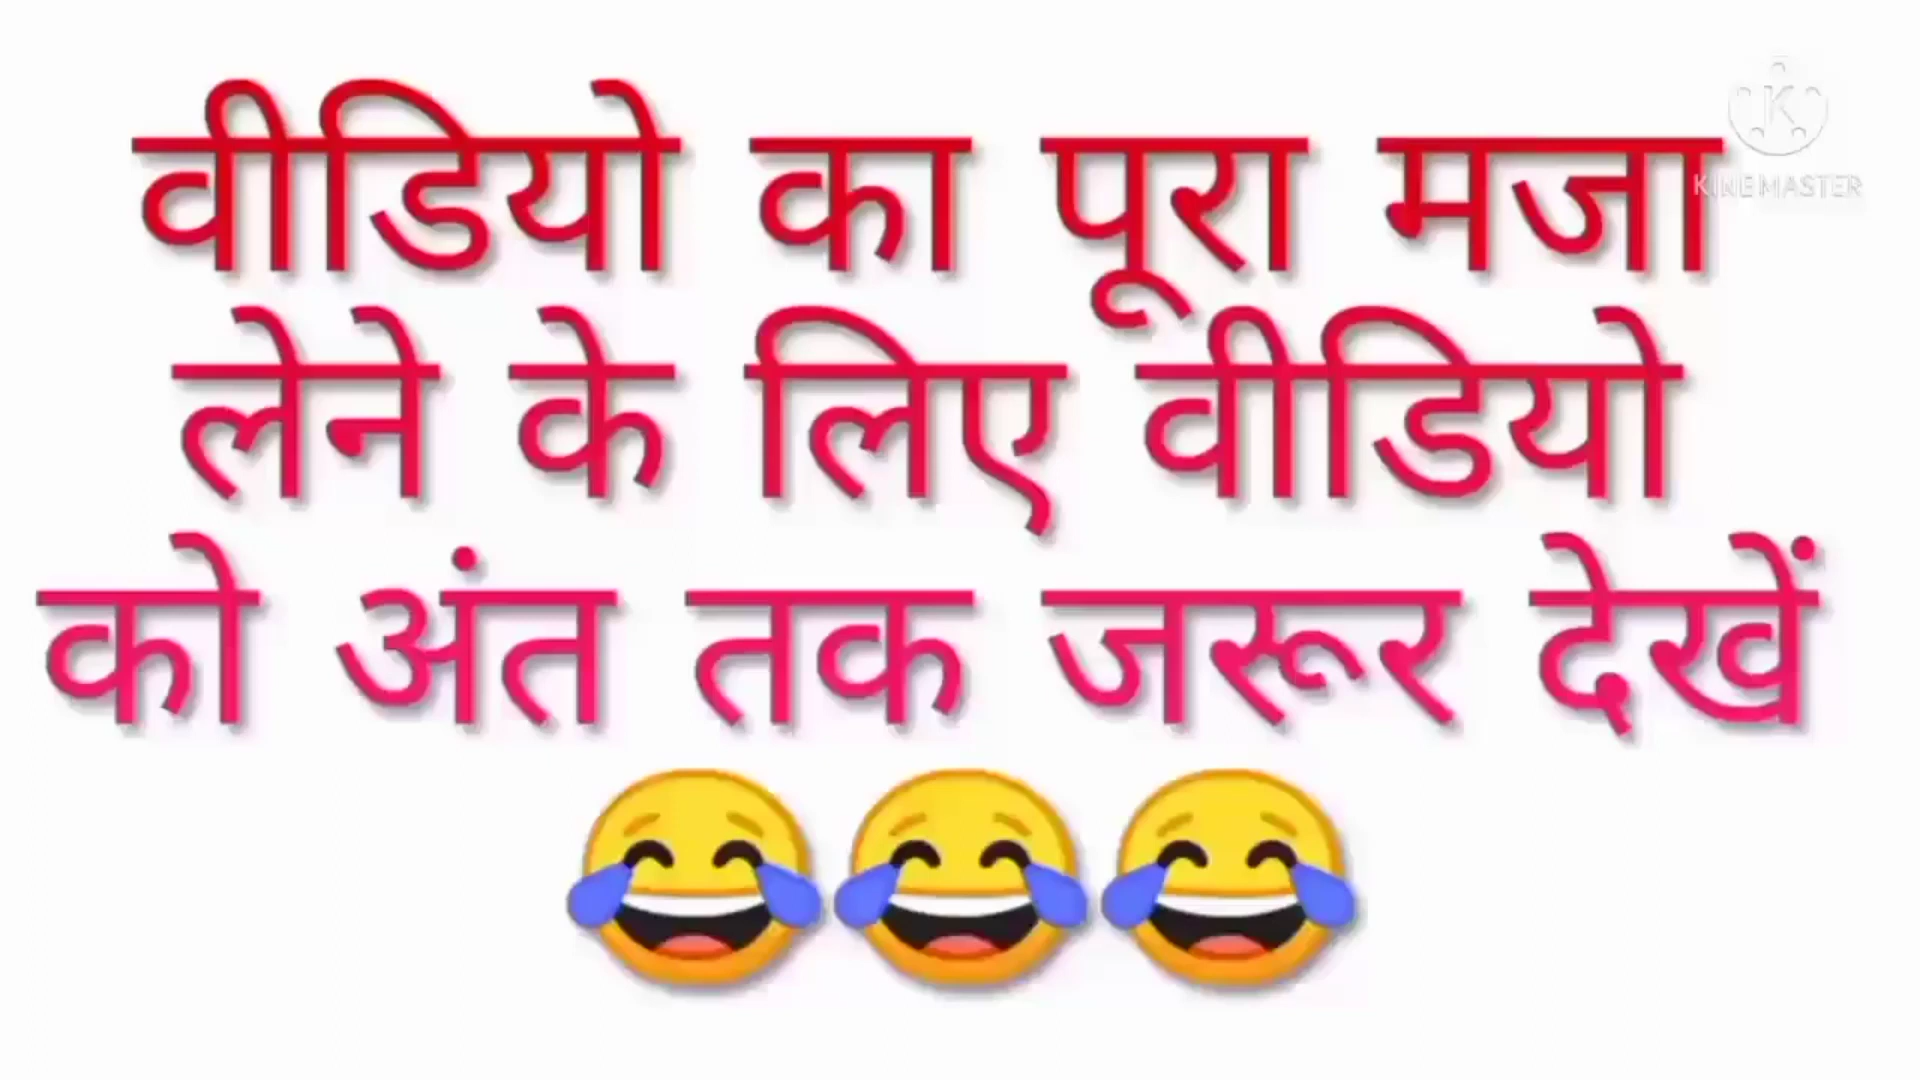 वीडियो का पूरा मजा
लेने के लिए वीडियो
को अंत तक जरूर देखें
😂😂😂
KINEMASTER